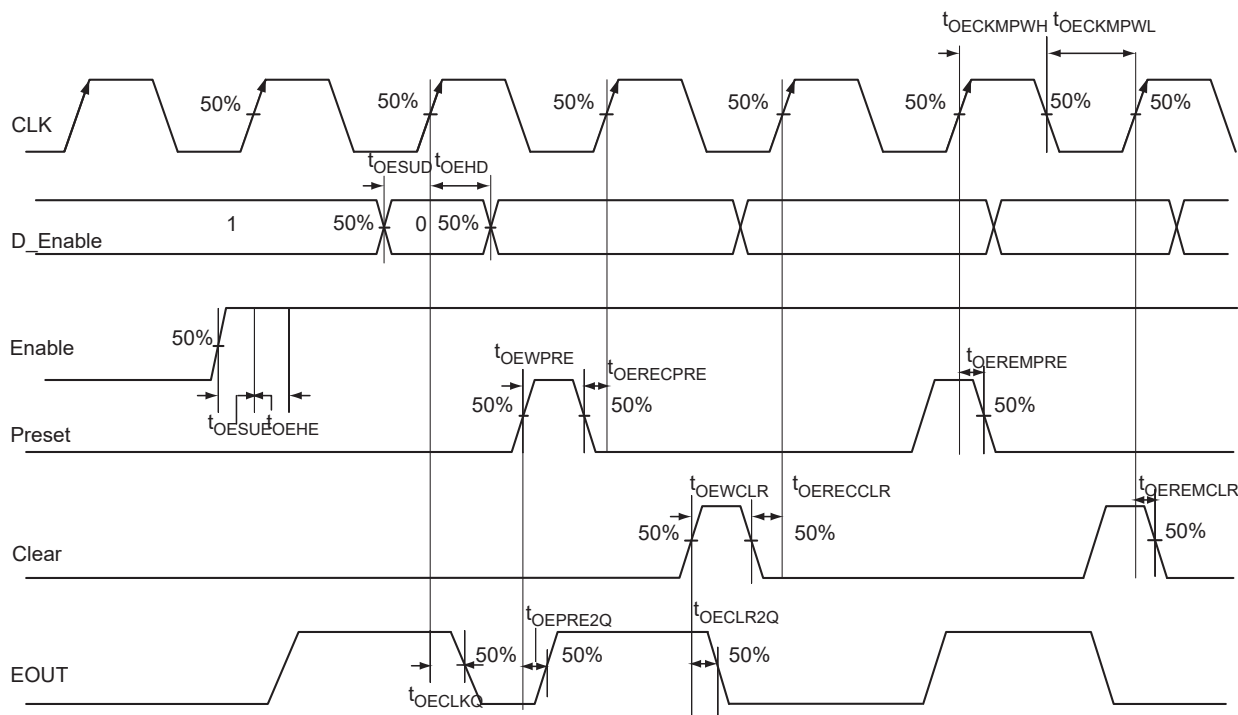 tOECKMPWH tOECKMPWL
50% 50% 50% 50% 50% 50% 50%
CLK
tOESUD tOEHD
1 50% 0 50%
D_Enable
50%
Enable
tOEWPRE tOERECPRE tOEREMPRE
50% 50% 50%
tOESUE tOEHE
Preset
tOEWCLR tOERECCLR tOEREMCLR
50% 50% 50%
Clear
tOEPRE2Q tOECLR2Q
50% 50% 50%
EOUT
tOECLKQ